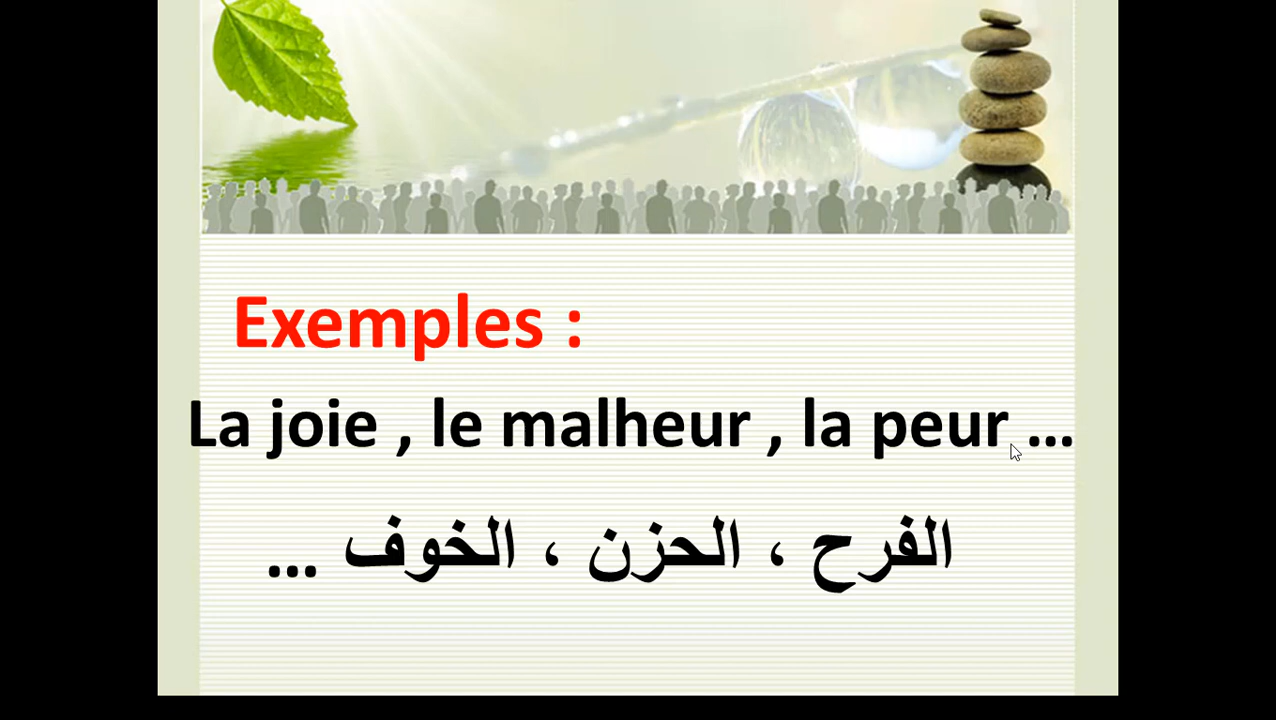 Exemples :
La joie , le malheur , la peur ...
الفرح ، الحزن ، الخوف ...